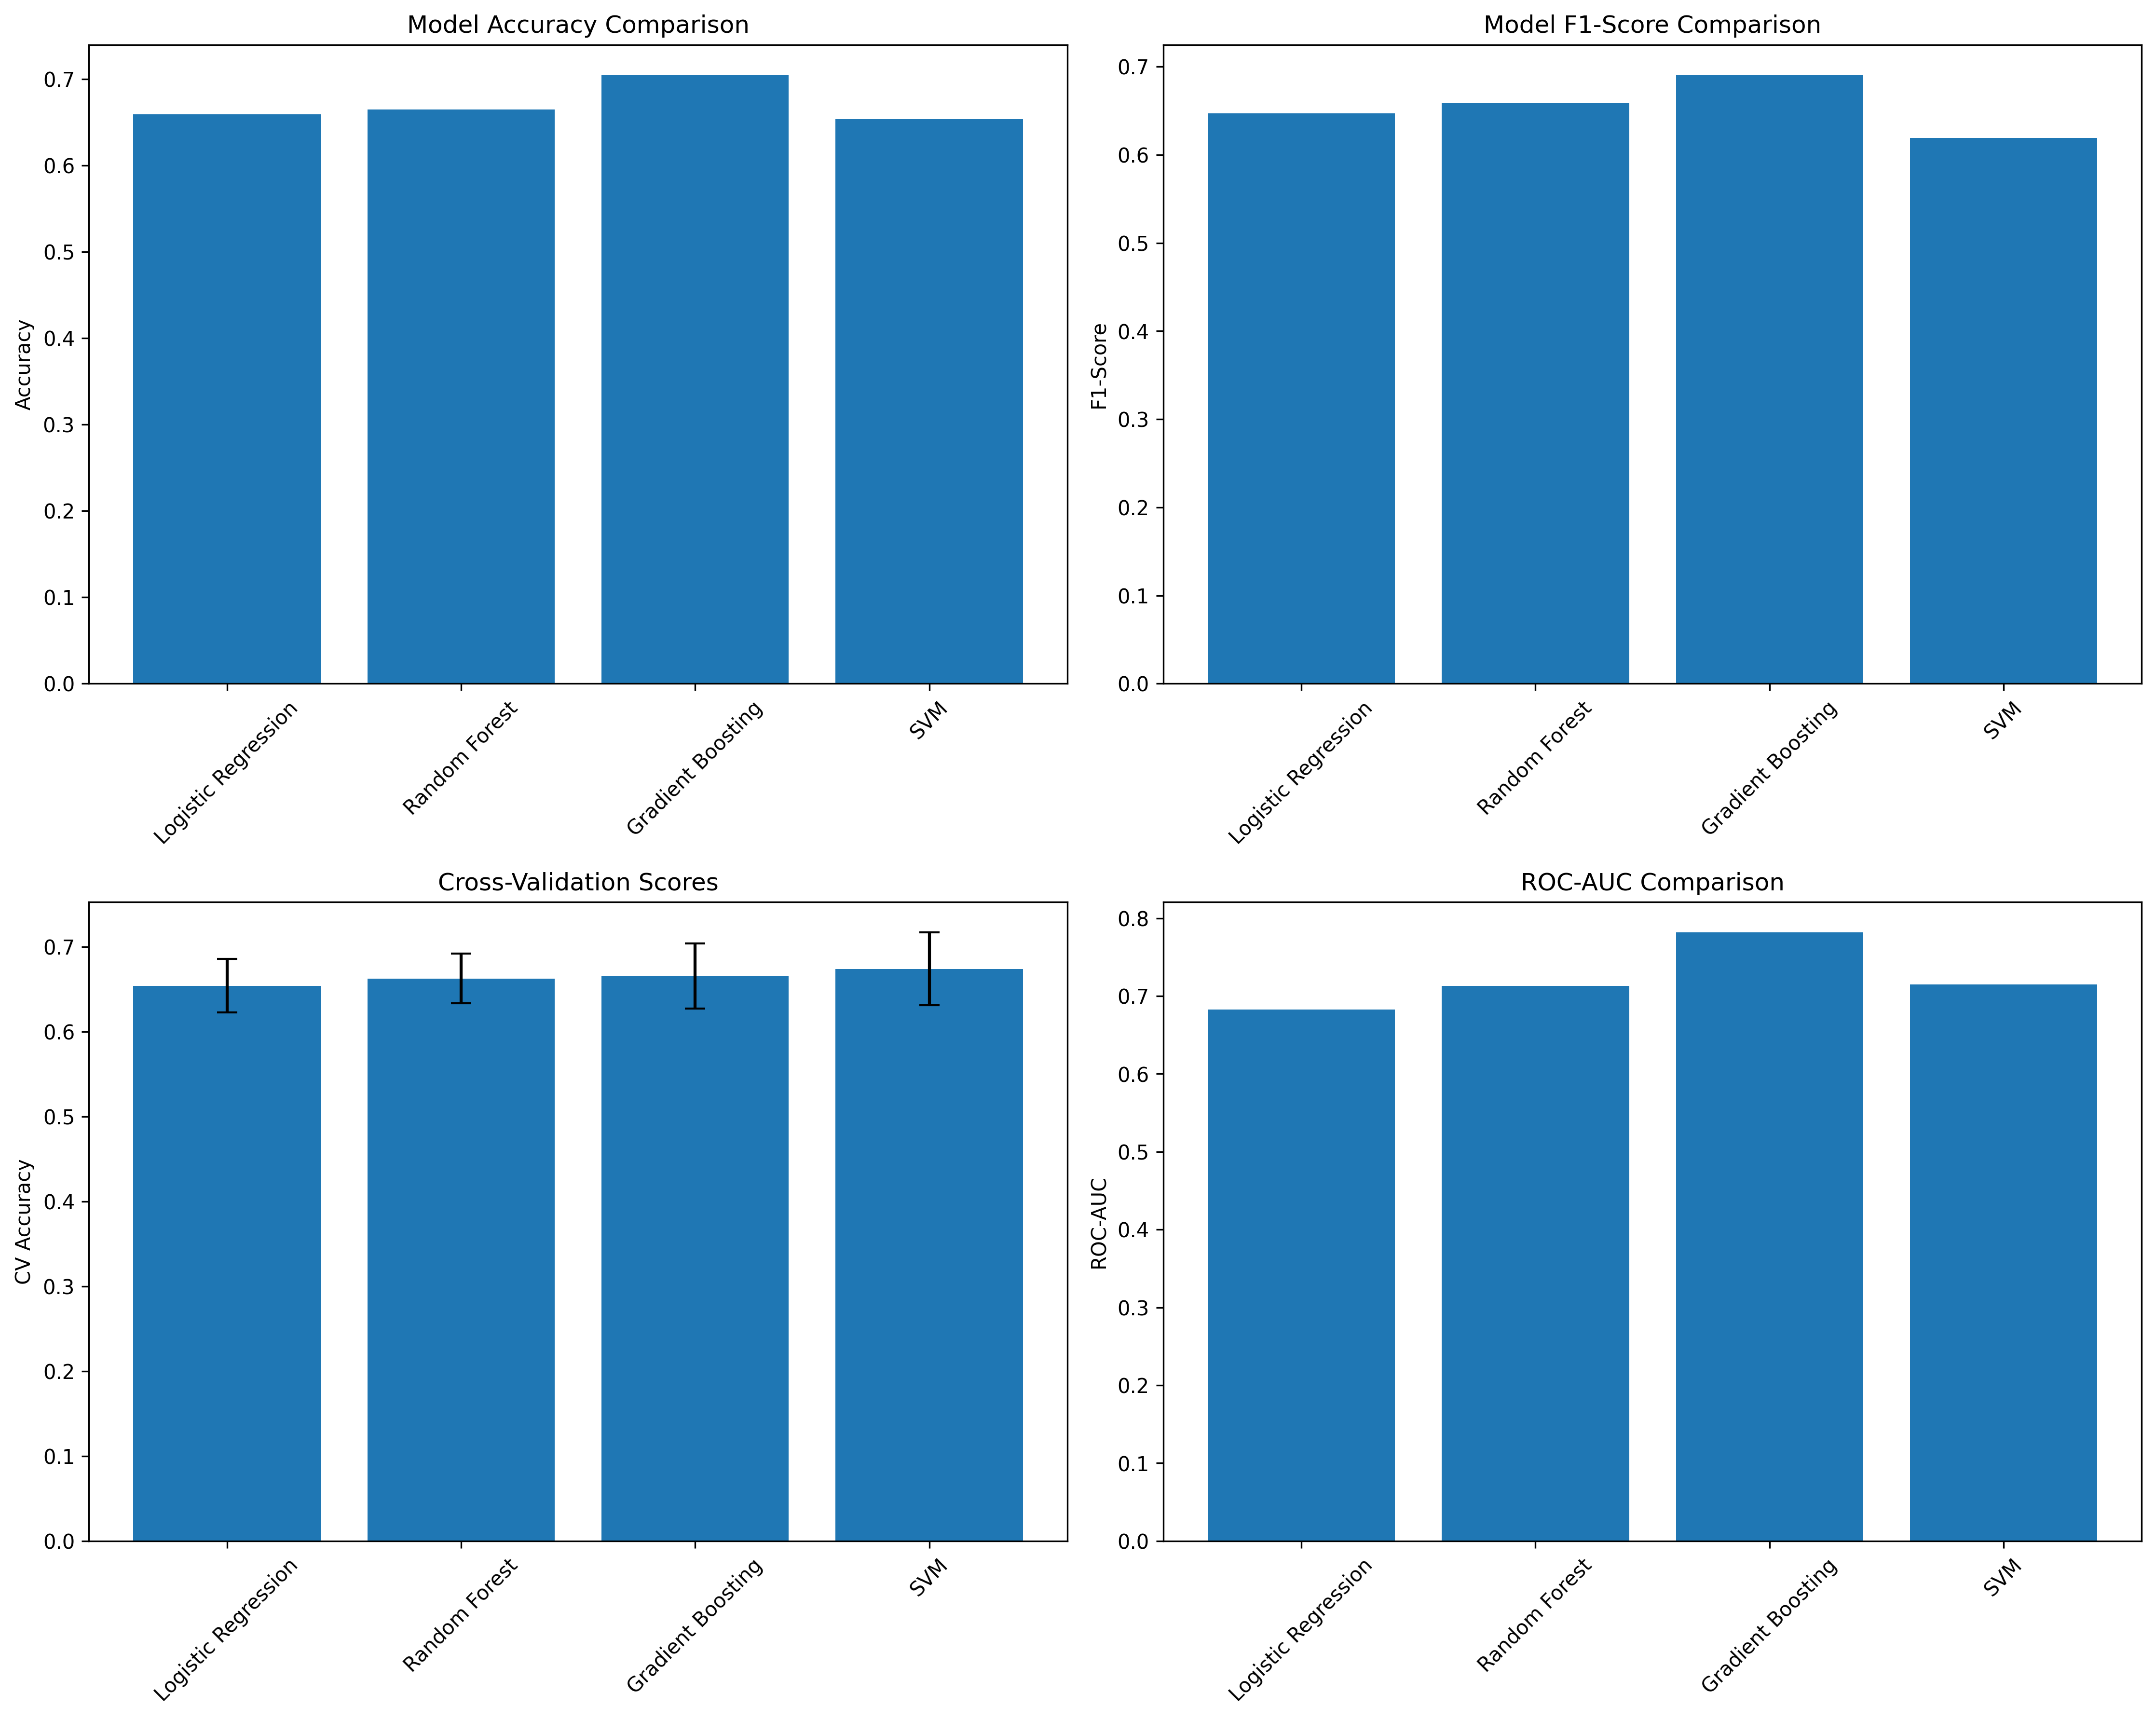 Model Accuracy Comparison
Accuracy
0.7
0.6
0.5
0.4
0.3
0.2
0.1
0.0
Logistic Regression
Random Forest
Gradient Boosting
SVM
Model F1-Score Comparison
F1-Score
0.7
0.6
0.5
0.4
0.3
0.2
0.1
0.0
Logistic Regression
Random Forest
Gradient Boosting
SVM
Cross-Validation Scores
CV Accuracy
0.7
0.6
0.5
0.4
0.3
0.2
0.1
0.0
Logistic Regression
Random Forest
Gradient Boosting
SVM
ROC-AUC Comparison
ROC-AUC
0.8
0.7
0.6
0.5
0.4
0.3
0.2
0.1
0.0
Logistic Regression
Random Forest
Gradient Boosting
SVM